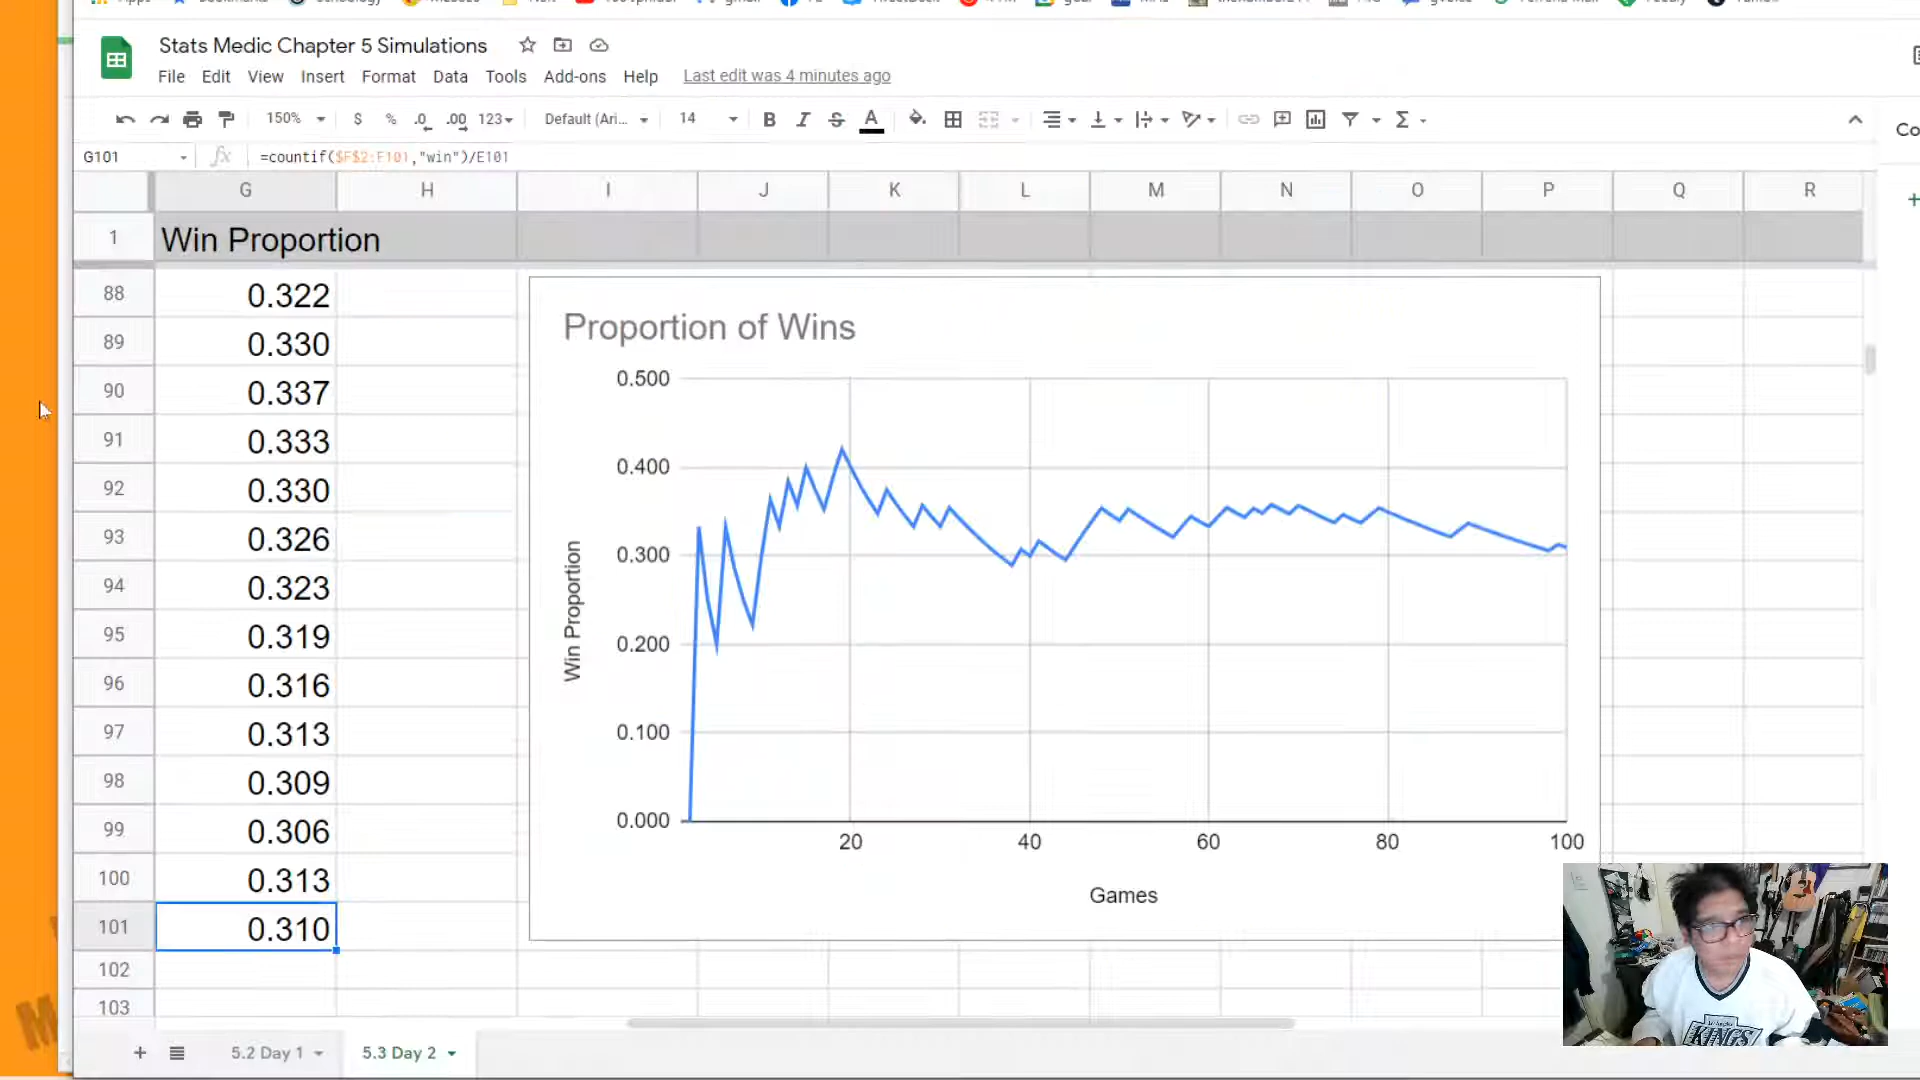 Stats Medic Chapter 5 Simulations
File Edit View Insert Format Data Tools Add-ons Help Last edit was 4 minutes ago
150% $ % .0 .00 123 Default (Ari... 14 B I S A Σ
G101 fx =countif($F$2:F101,"win")/E101
Co
G H I J K L M N O P Q R
1 Win Proportion
88 0.322
89 0.330
90 0.337
91 0.333
92 0.330
93 0.326
94 0.323
95 0.319
96 0.316
97 0.313
98 0.309
99 0.306
100 0.313
101 0.310
102
103
Proportion of Wins
0.500
0.400
0.300
0.200
0.100
0.000
Win Proportion
20 40 60 80 100
Games
KINGS
+ 5.2 Day 1 5.3 Day 2